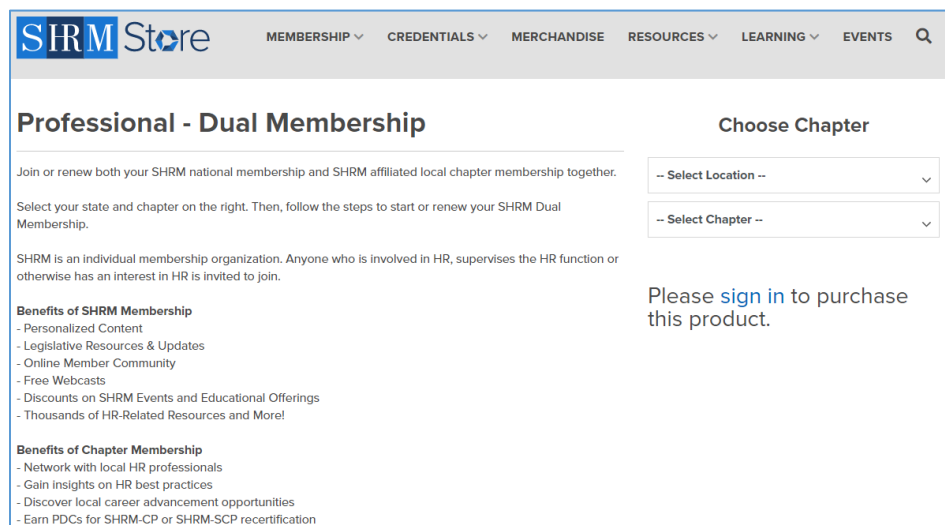 SHRM Store
MEMBERSHIP CREDENTIALS MERCHANDISE RESOURCES LEARNING EVENTS
Professional - Dual Membership
Join or renew both your SHRM national membership and SHRM affiliated local chapter membership together.
Select your state and chapter on the right. Then, follow the steps to start or renew your SHRM Dual
Membership.
SHRM is an individual membership organization. Anyone who is involved in HR, supervises the HR function or
otherwise has an interest in HR is invited to join.
Benefits of SHRM Membership
- Personalized Content
- Legislative Resources & Updates
- Online Member Community
- Free Webcasts
- Discounts on SHRM Events and Educational Offerings
- Thousands of HR-Related Resources and More!
Benefits of Chapter Membership
- Network with local HR professionals
- Gain insights on HR best practices
- Discover local career advancement opportunities
- Earn PDCs for SHRM-CP or SHRM-SCP recertification
Choose Chapter
-- Select Location --
-- Select Chapter --
Please sign in to purchase
this product.